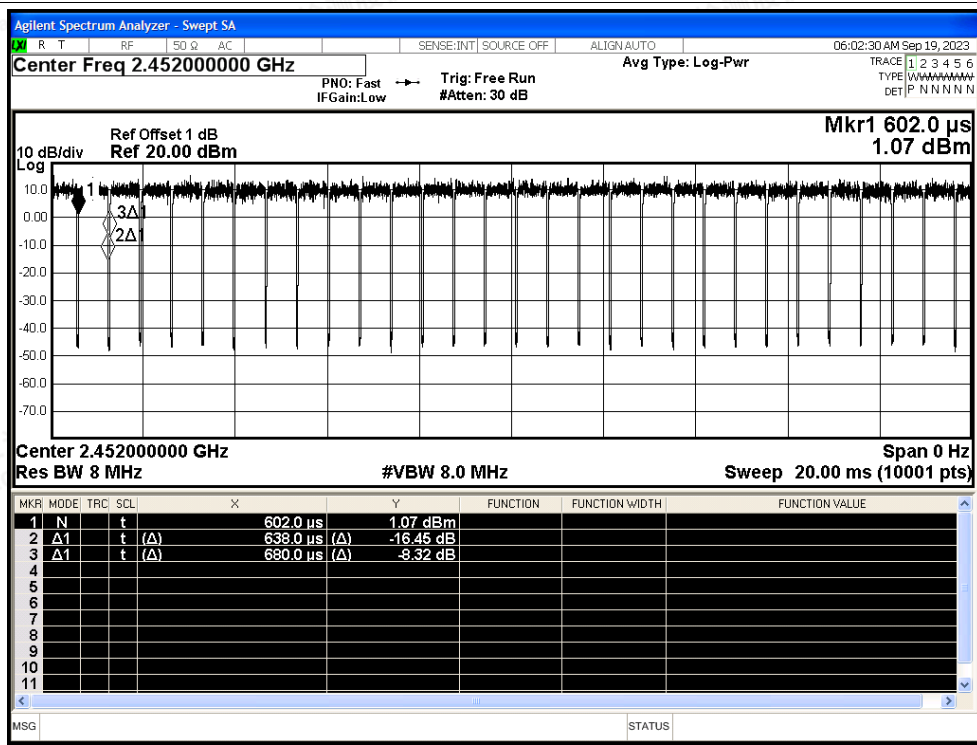 Agilent Spectrum Analyzer - Swept SA
LXI R T RF 50 Ω AC SENSE:INT SOURCE OFF ALIGN AUTO 06:02:30 AM Sep 19, 2023
Center Freq 2.452000000 GHz
PNO: Fast
IFGain:Low
Trig: Free Run
#Atten: 30 dB
Avg Type: Log-Pwr
TRACE 1 2 3 4 5 6
TYPE
DET P N N N N N
Mkr1 602.0 µs
1.07 dBm
Ref Offset 1 dB
10 dB/div Ref 20.00 dBm
Log
10.0
0.00
-10.0
-20.0
-30.0
-40.0
-50.0
-60.0
-70.0
1
3Δ1
2Δ1
Center 2.452000000 GHz Span 0 Hz
Res BW 8 MHz #VBW 8.0 MHz Sweep 20.00 ms (10001 pts)
MKR MODE TRC SCL X Y FUNCTION FUNCTION WIDTH FUNCTION VALUE
1 N t 602.0 µs 1.07 dBm
2 Δ1 t (Δ) 638.0 µs (Δ) -16.45 dB
3 Δ1 t (Δ) 680.0 µs (Δ) -8.32 dB
4
5
6
7
8
9
10
11
MSG STATUS